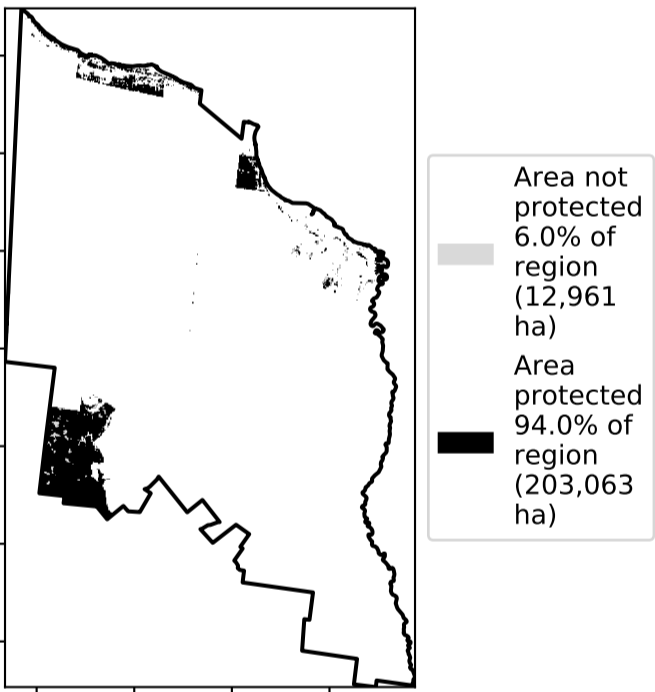 Area not
protected
6.0% of
region
(12,961
ha)
Area
protected
94.0% of
region
(203,063
ha)